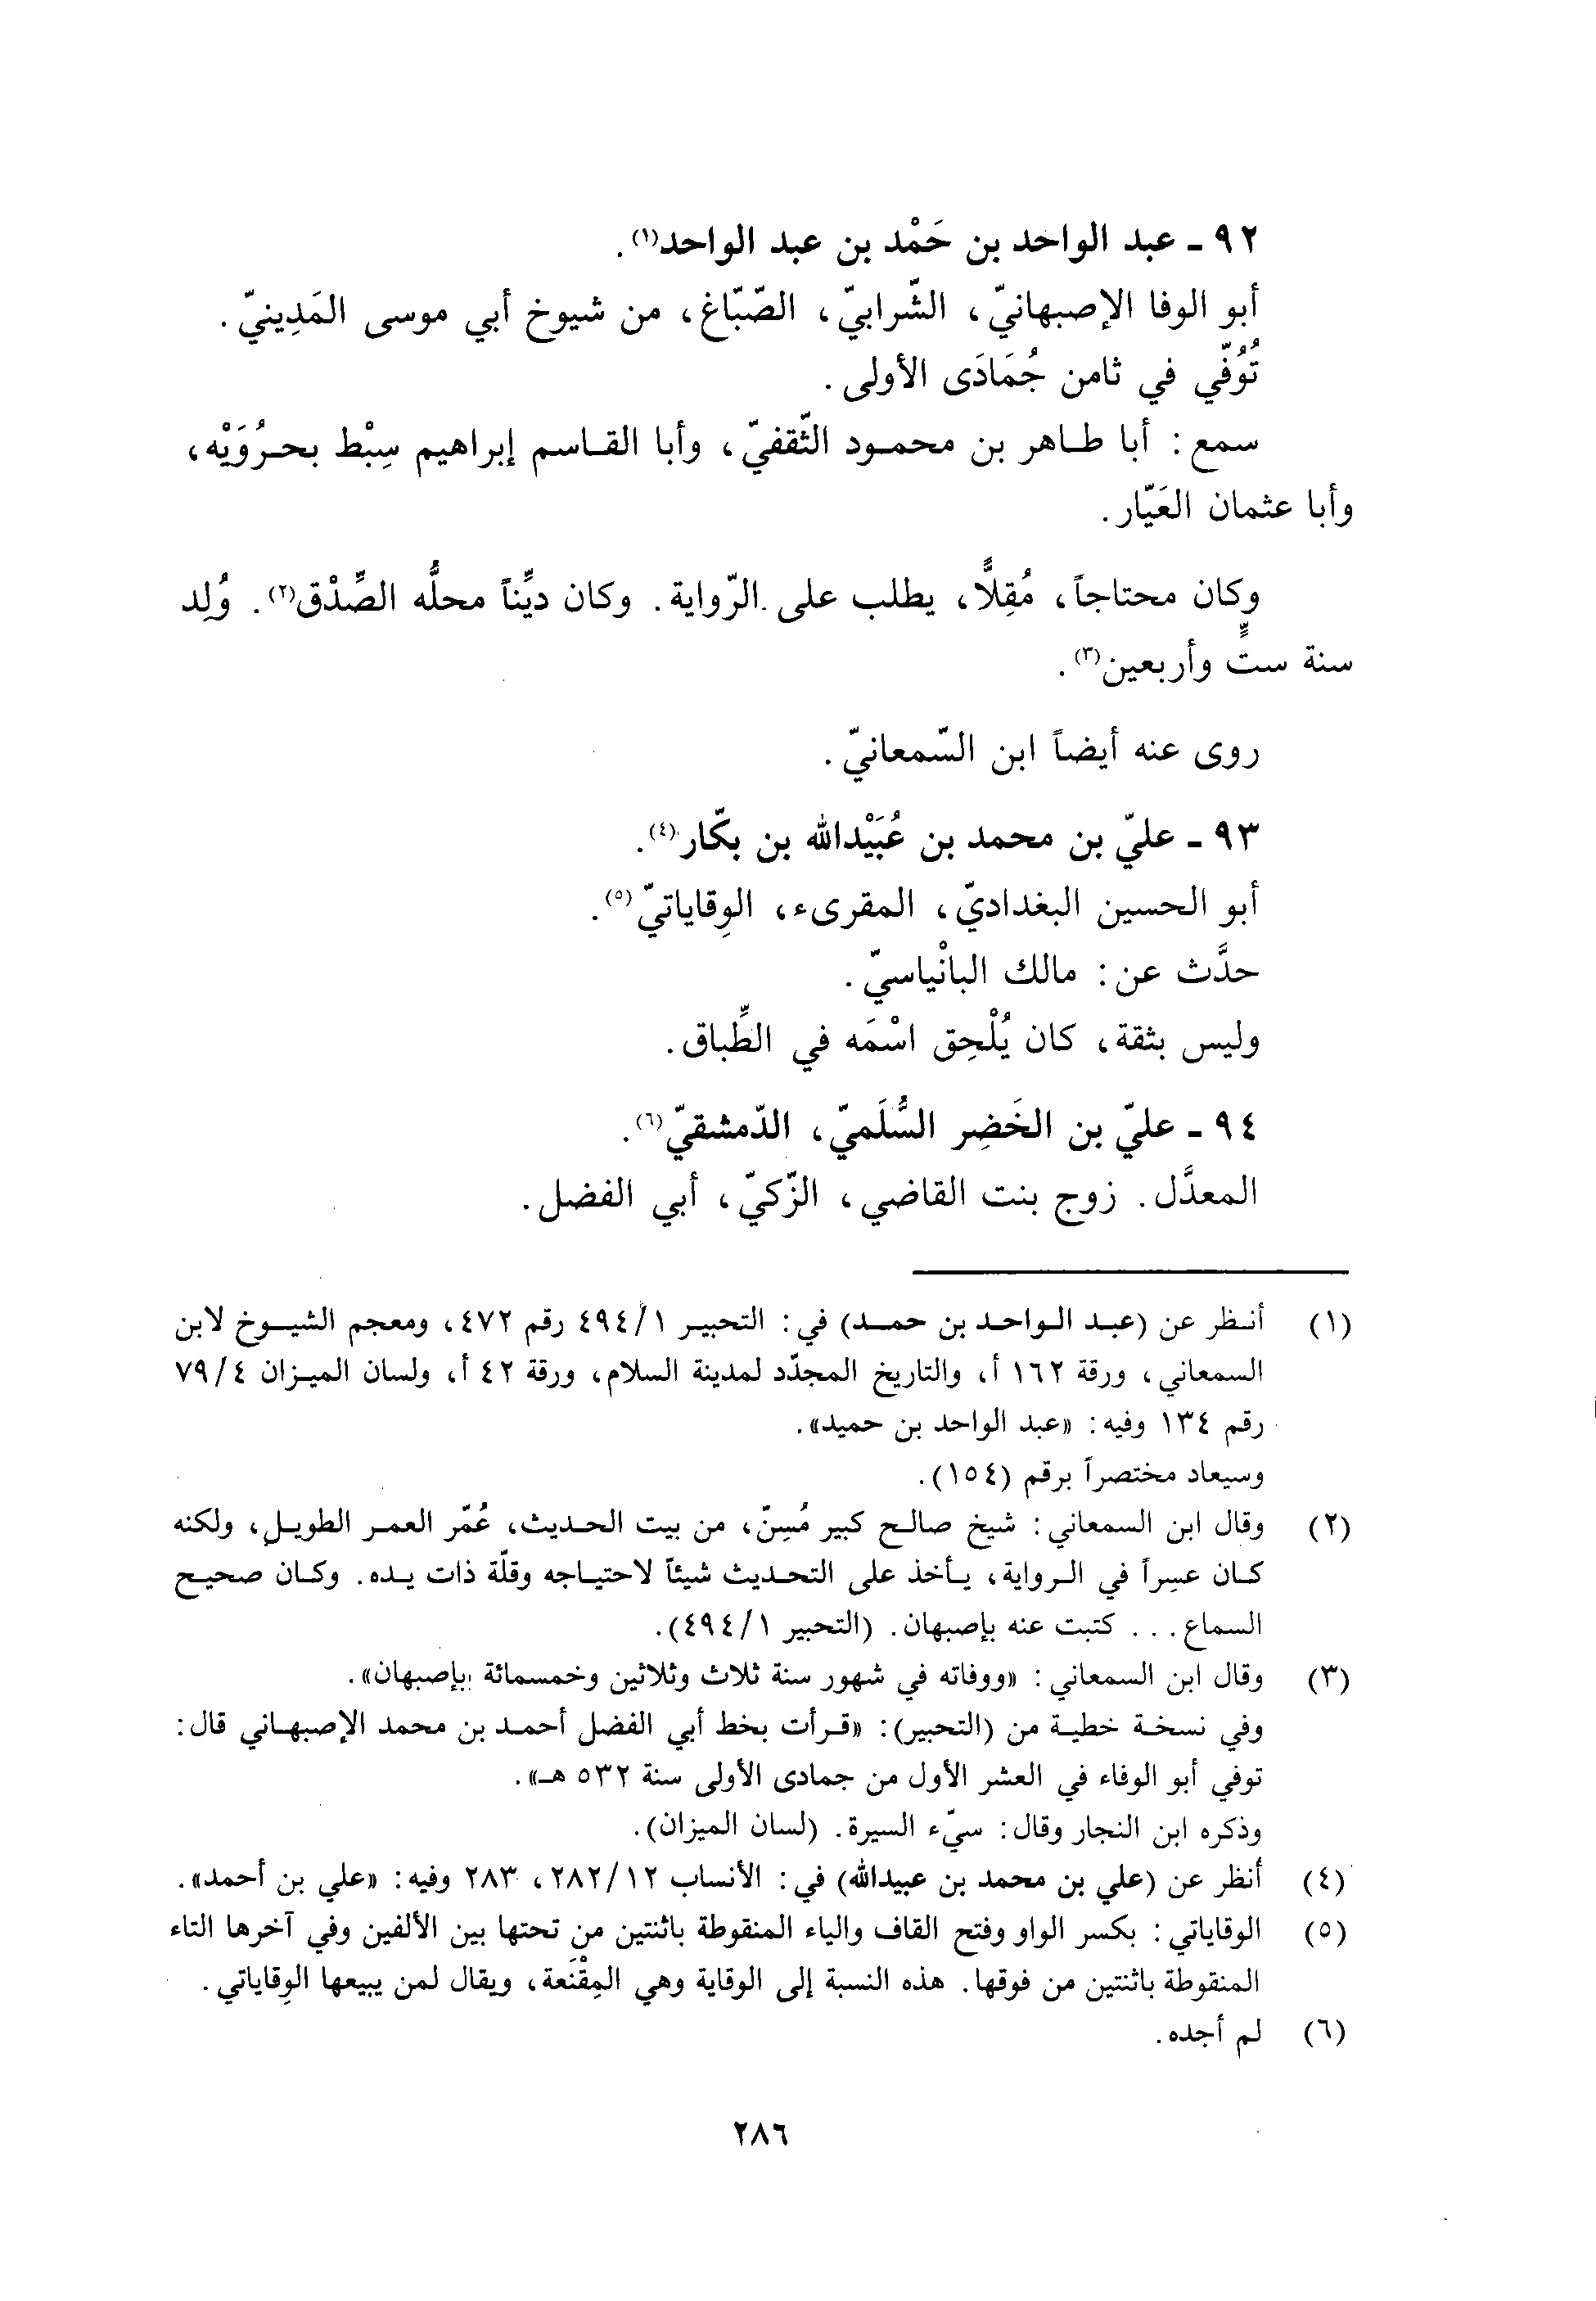 ٩٢ - عبد الواحد بن حَمْد بن عبد الواحد(١).
أبو الوفا الإصبهانيّ، الشّرابيّ، الصّبّاغ، من شيوخ أبي موسى المَدِينيّ.
تُوُفّي في ثامن جُمَادَى الأولى.
سمع: أبا طاهر بن محمود الثّقفيّ، وأبا القاسم إبراهيم سِبْط بحرُوَيْه،
وأبا عثمان العَيّار.
وكان محتاجاً، مُقِلًّا، يطلب على الرّواية. وكان ديِّناً محلُّه الصِّدْق(٢). وُلِد
سنة ستٍّ وأربعين(٣).
روى عنه أيضاً ابن السّمعانيّ.
٩٣ - عليّ بن محمد بن عُبَيْدالله بن بكّار(٤).
أبو الحسين البغداديّ، المقرىء، الوِقاياتيّ(٥).
حدَّث عن: مالك البانْياسيّ.
وليس بثقة، كان يُلْحِق اسْمَه في الطِّباق.
٩٤ - عليّ بن الخَضِر السُّلَميّ، الدّمشقيّ(٦).
المعدَّل. زوج بنت القاضي، الزّكيّ، أبي الفضل.
(١) أنظر عن (عبد الواحد بن حمد) في: التحبير ٤٩٤/١ رقم ٤٧٢، ومعجم الشيوخ لابن
السمعاني، ورقة ١٦٢ أ، والتاريخ المجدّد لمدينة السلام، ورقة ٤٢ أ، ولسان الميزان ٧٩/٤
رقم ١٣٤ وفيه: «عبد الواحد بن حميد».
وسيعاد مختصراً برقم (١٥٤).
(٢) وقال ابن السمعاني: شيخ صالح كبير مُسِنّ، من بيت الحديث، عُمّر العمر الطويل، ولكنه
كان عسِراً في الرواية، يأخذ على التحديث شيئاً لاحتياجه وقلّة ذات يده. وكان صحيح
السماع... كتبت عنه بإصبهان. (التحبير ٤٩٤/١).
(٣) وقال ابن السمعاني: «ووفاته في شهور سنة ثلاث وثلاثين وخمسمائة بإصبهان».
وفي نسخة خطية من (التحبير): «قرأت بخط أبي الفضل أحمد بن محمد الإصبهاني قال:
توفي أبو الوفاء في العشر الأول من جمادى الأولى سنة ٥٣٢ هـ».
وذكره ابن النجار وقال: سيّء السيرة. (لسان الميزان).
(٤) أنظر عن (علي بن محمد بن عبيدالله) في: الأنساب ٢٨٢/١٢، ٢٨٣ وفيه: «علي بن أحمد».
(٥) الوقاياتي: بكسر الواو وفتح القاف والياء المنقوطة باثنتين من تحتها بين الألفين وفي آخرها التاء
المنقوطة باثنتين من فوقها. هذه النسبة إلى الوقاية وهي المِقْنَعة، ويقال لمن يبيعها الوِقاياتي.
(٦) لم أجده.
٢٨٦